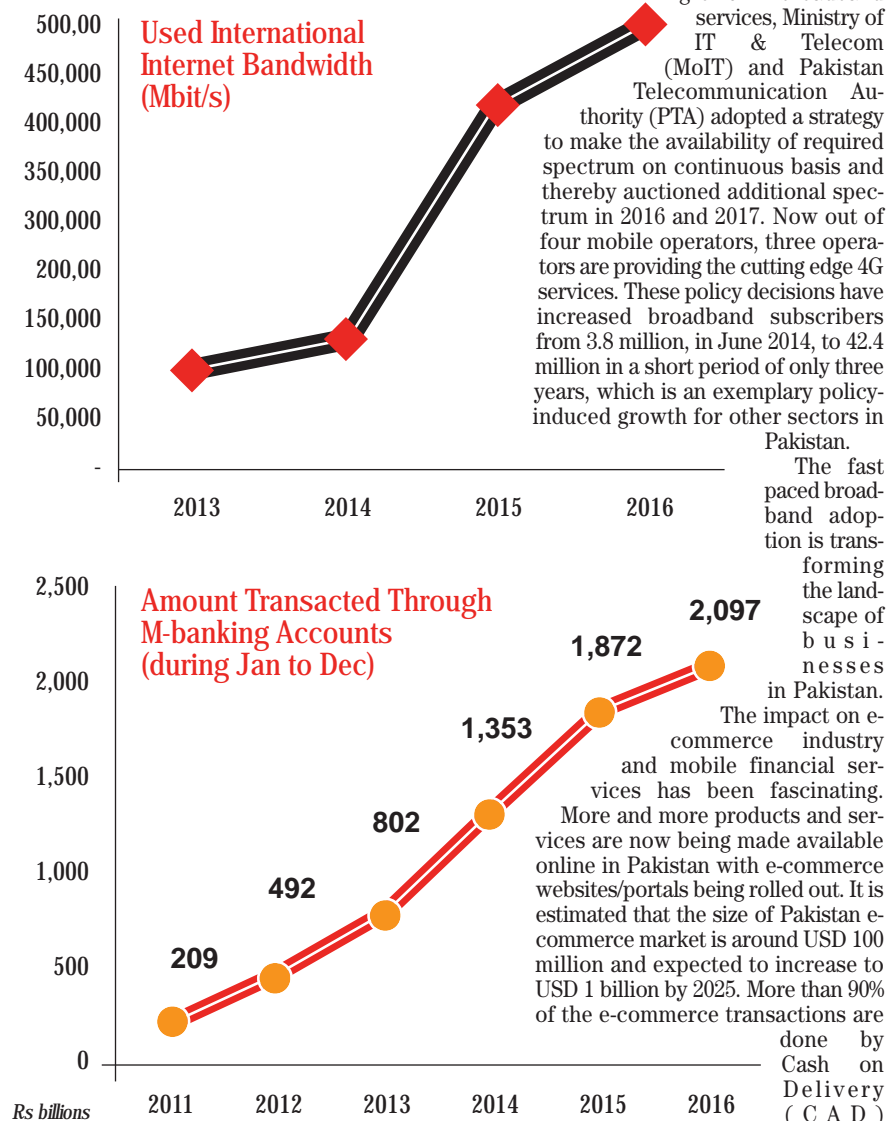 500,00
450,000
400,000
350,000
300,000
200,00
150,000
100,000
50,000
-
Used International
Internet Bandwidth
(Mbit/s)
2013 2014 2015 2016
2,500
2,000
1,500
1,000
500
0
Rs billions
Amount Transacted Through
M-banking Accounts
(during Jan to Dec)
209
492
802
1,353
1,872
2,097
2011 2012 2013 2014 2015 2016
services, Ministry of
IT & Telecom
(MoIT) and Pakistan
Telecommunication Au-
thority (PTA) adopted a strategy
to make the availability of required
spectrum on continuous basis and
thereby auctioned additional spec-
trum in 2016 and 2017. Now out of
four mobile operators, three opera-
tors are providing the cutting edge 4G
services. These policy decisions have
increased broadband subscribers
from 3.8 million, in June 2014, to 42.4
million in a short period of only three
years, which is an exemplary policy-
induced growth for other sectors in
Pakistan.
The fast
paced broad-
band adop-
tion is trans-
forming
the land-
scape of
busi-
nesses
in Pakistan.
The impact on e-
commerce industry
and mobile financial ser-
vices has been fascinating.
More and more products and ser-
vices are now being made available
online in Pakistan with e-commerce
websites/portals being rolled out. It is
estimated that the size of Pakistan e-
commerce market is around USD 100
million and expected to increase to
USD 1 billion by 2025. More than 90%
of the e-commerce transactions are
done by
Cash on
Delivery
(CAD)